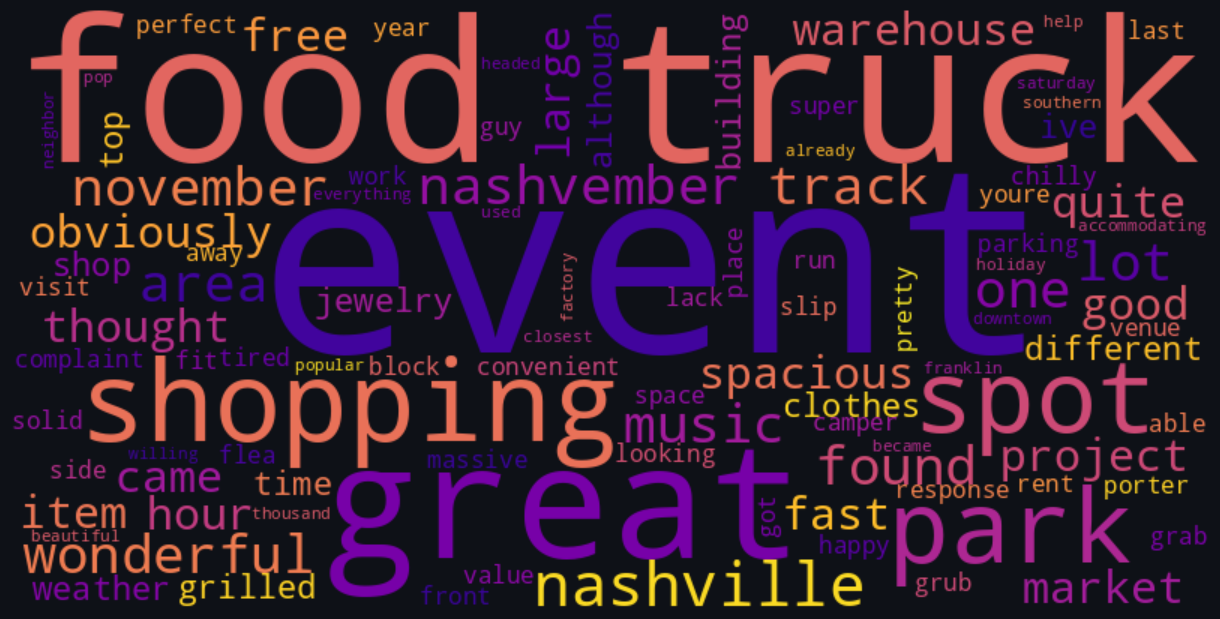 food truck
perfect
free
year
warehouse
help
last
pop
headed
large
although
building
saturday
super
southern
neighbor
top
guy
ive
already
november
work
everything
nashvember
track
chilly
youre
quite
used
accommodating
obviously
away
shop
area
event
place
run
parking
lot
holiday
visit
jewelry
factory
lack
slip
pretty
one
good
thought
closest
downtown
venue
different
complaint
fit
tired
popular
block
convenient
spacious
franklin
shopping
space
clothes
spot
solid
music
camper
able
willing
flea
massive
looking
became
found
project
side
came
time
great
got
response
rent
porter
item
hour
thousand
fast
park
beautiful
wonderful
happy
grab
weather
grilled
value
front
nashville
grub
market